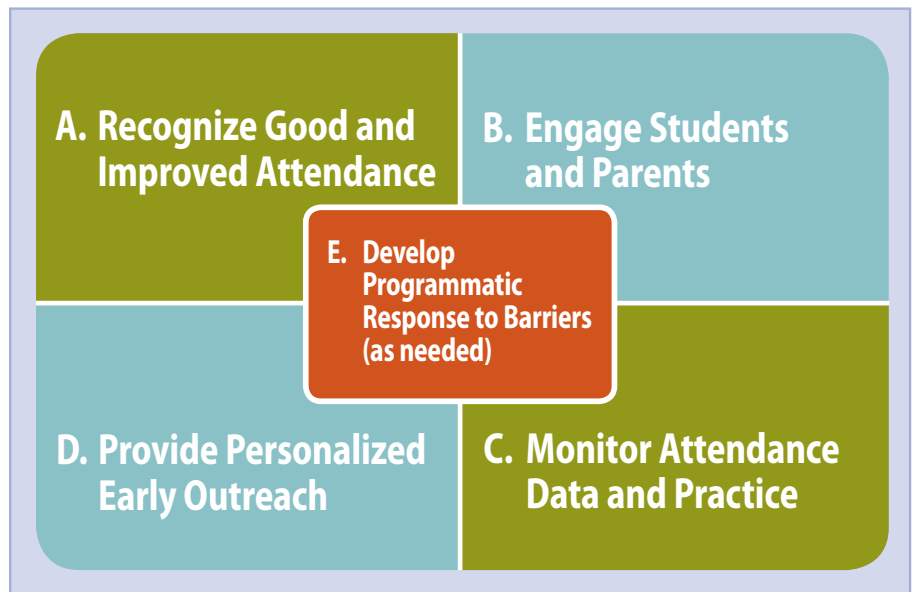 A. Recognize Good and
Improved Attendance
B. Engage Students
and Parents
E. Develop
Programmatic
Response to Barriers
(as needed)
D. Provide Personalized
Early Outreach
C. Monitor Attendance
Data and Practice